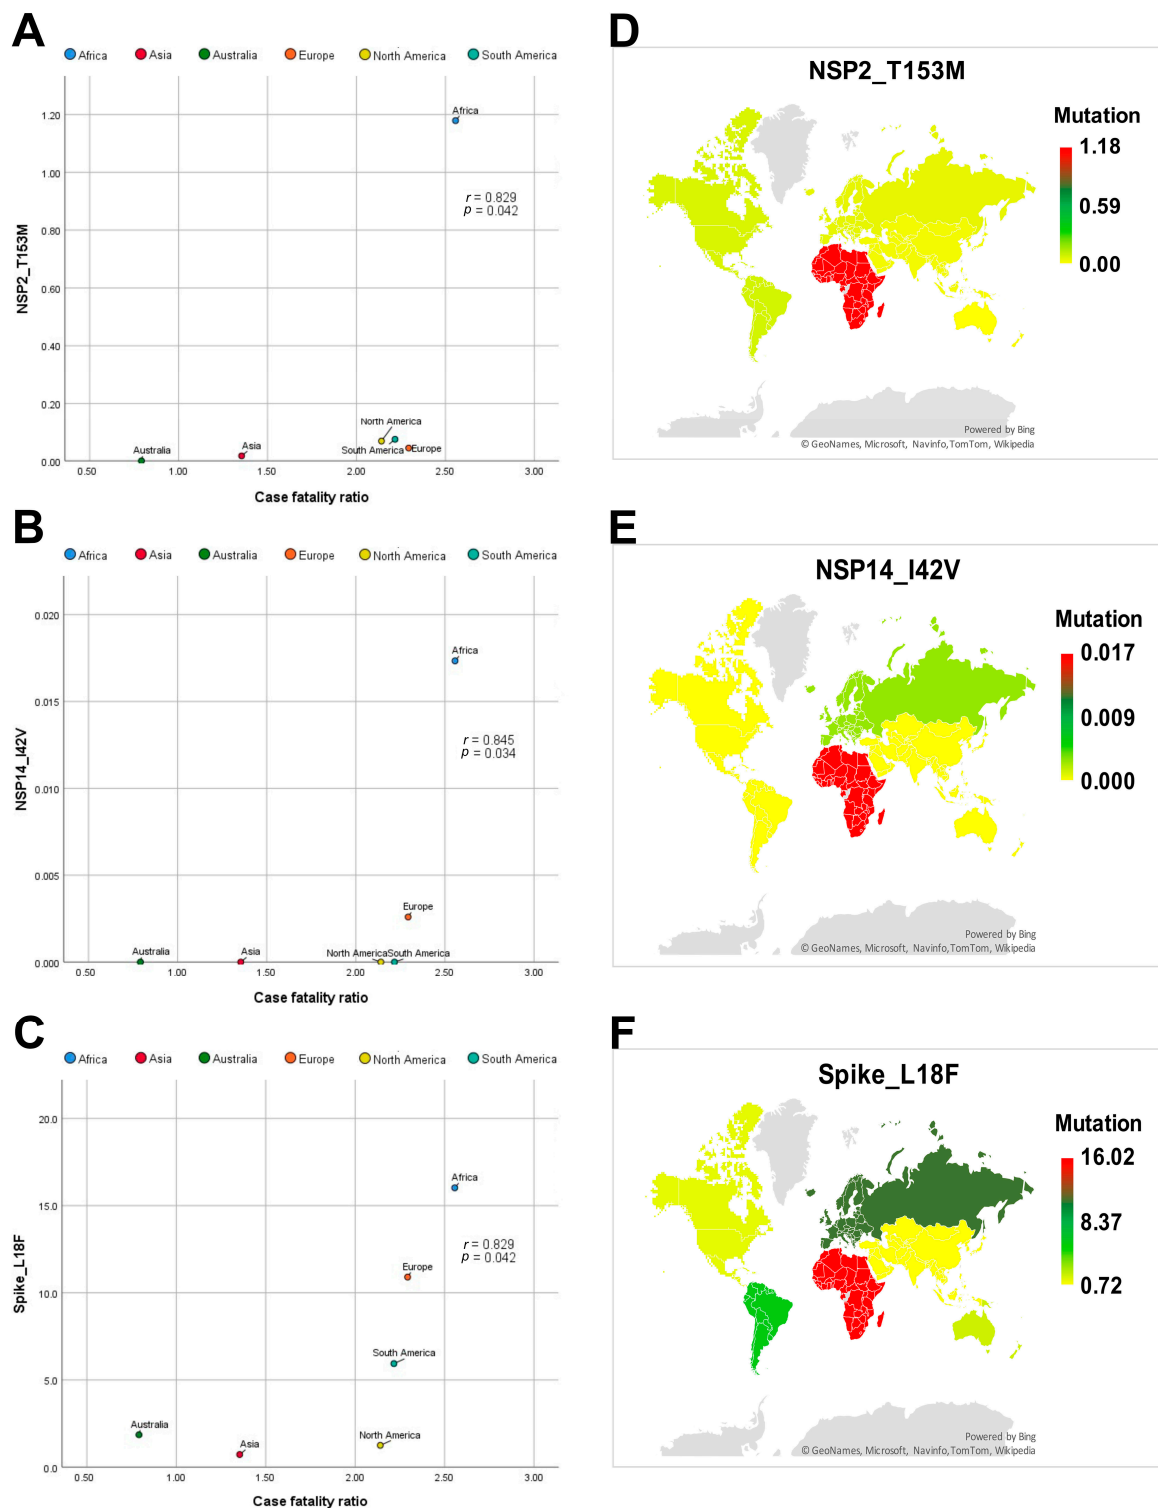 A
Africa Asia Australia Europe North America South America
1.20
1.00
0.80
0.60
0.40
0.20
0.00
NSP2_T153M
Africa
r = 0.829
p = 0.042
North America
South America
Europe
Asia
Australia
0.50 1.00 1.50 2.00 2.50 3.00
Case fatality ratio
D
NSP2_T153M
Mutation
1.18
0.59
0.00
Powered by Bing
© GeoNames, Microsoft, Navinfo,TomTom, Wikipedia
B
Africa Asia Australia Europe North America South America
0.020
0.015
0.010
0.005
0.000
NSP14_I42V
Africa
r = 0.845
p = 0.034
Europe
Australia
Asia
North America
South America
0.50 1.00 1.50 2.00 2.50 3.00
Case fatality ratio
E
NSP14_I42V
Mutation
0.017
0.009
0.000
Powered by Bing
© GeoNames, Microsoft, Navinfo,TomTom, Wikipedia
C
Africa Asia Australia Europe North America South America
20.0
15.0
10.0
5.0
0.0
Spike_L18F
Africa
r = 0.829
p = 0.042
Europe
South America
Australia
Asia
North America
0.50 1.00 1.50 2.00 2.50 3.00
Case fatality ratio
F
Spike_L18F
Mutation
16.02
8.37
0.72
Powered by Bing
© GeoNames, Microsoft, Navinfo,TomTom, Wikipedia